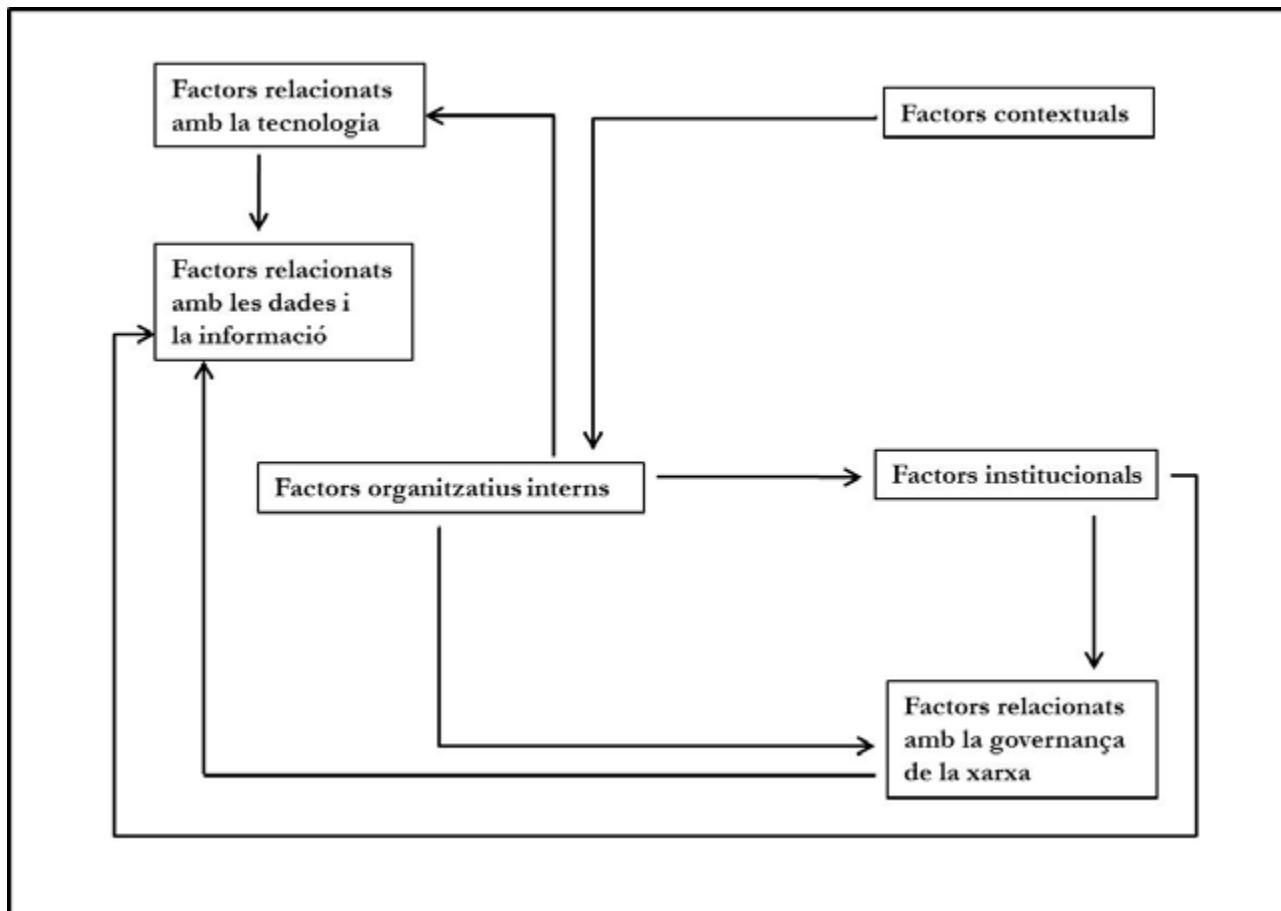 Factors relacionats
amb la tecnologia
Factors contextuals
Factors relacionats
amb les dades i
la informació
Factors organitzatius interns
Factors institucionals
Factors relacionats
amb la governança
de la xarxa